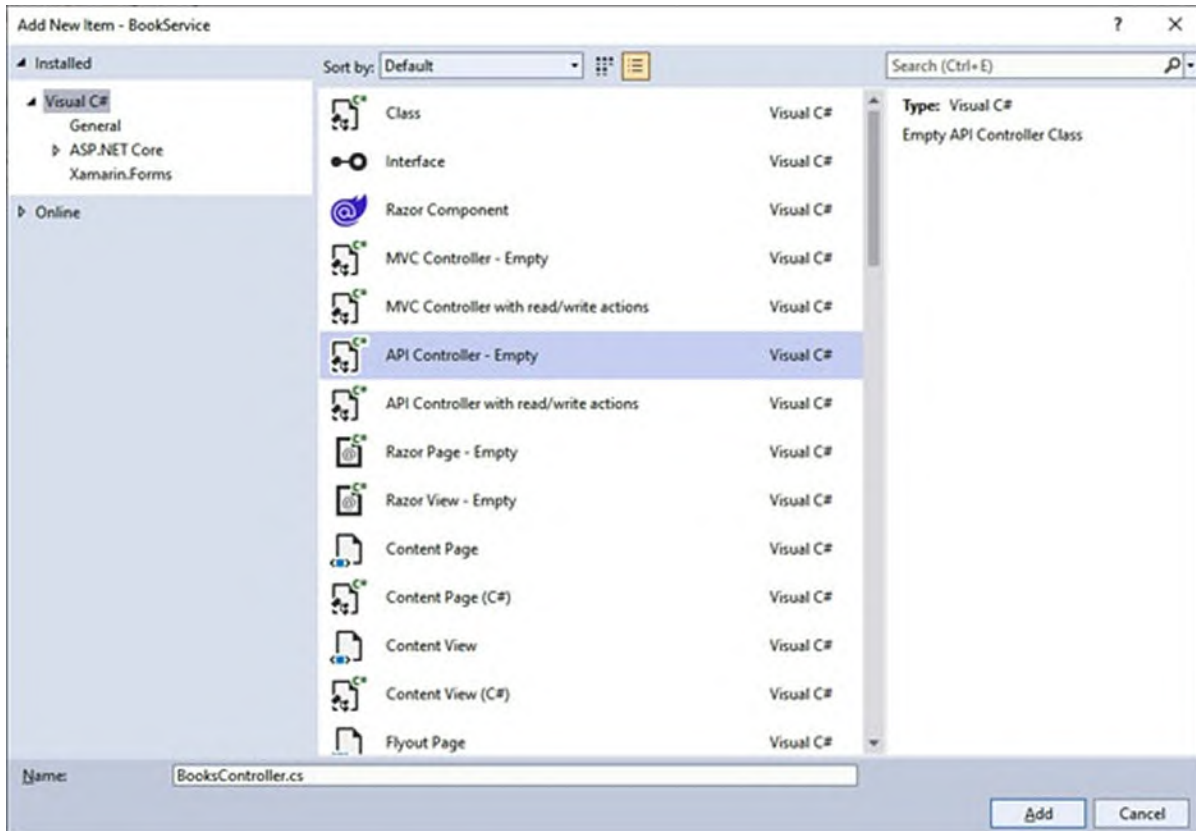 Add New Item - BookService
? ×
Installed
Sort by: Default
Search (Ctrl+E)
Visual C#
General
ASP.NET Core
Xamarin.Forms
Online
Class Visual C#
Interface Visual C#
Razor Component Visual C#
MVC Controller - Empty Visual C#
MVC Controller with read/write actions Visual C#
API Controller - Empty Visual C#
API Controller with read/write actions Visual C#
Razor Page - Empty Visual C#
Razor View - Empty Visual C#
Content Page Visual C#
Content Page (C#) Visual C#
Content View Visual C#
Content View (C#) Visual C#
Flyout Page Visual C#
Type: Visual C#
Empty API Controller Class
Name: BooksController.cs
Add Cancel